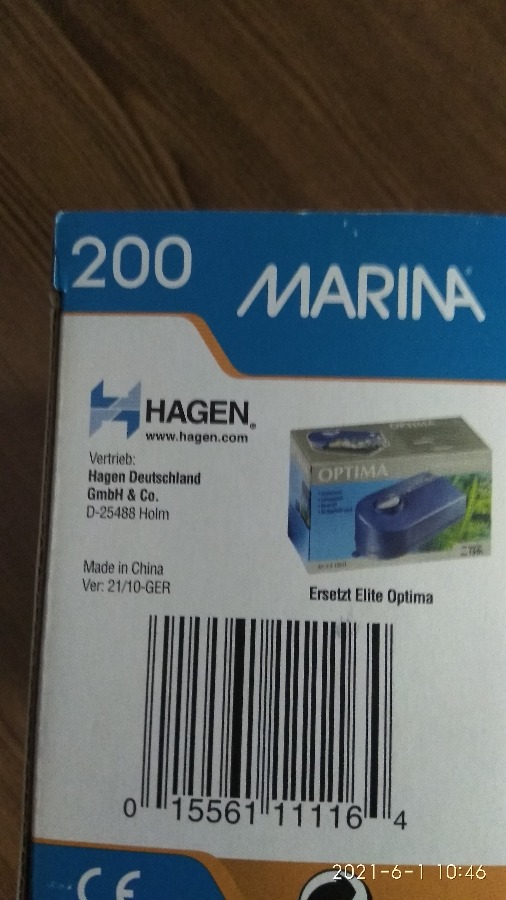 200
MARINA
HAGEN®
www.hagen.com
Vertrieb:
Hagen Deutschland
GmbH & Co.
D-25488 Holm
OPTIMA
OPTIMA
Made in China
Ver: 21/10-GER
Ersetzt Elite Optima
0 15561 11116 4
CE
2021-6-1 10:46